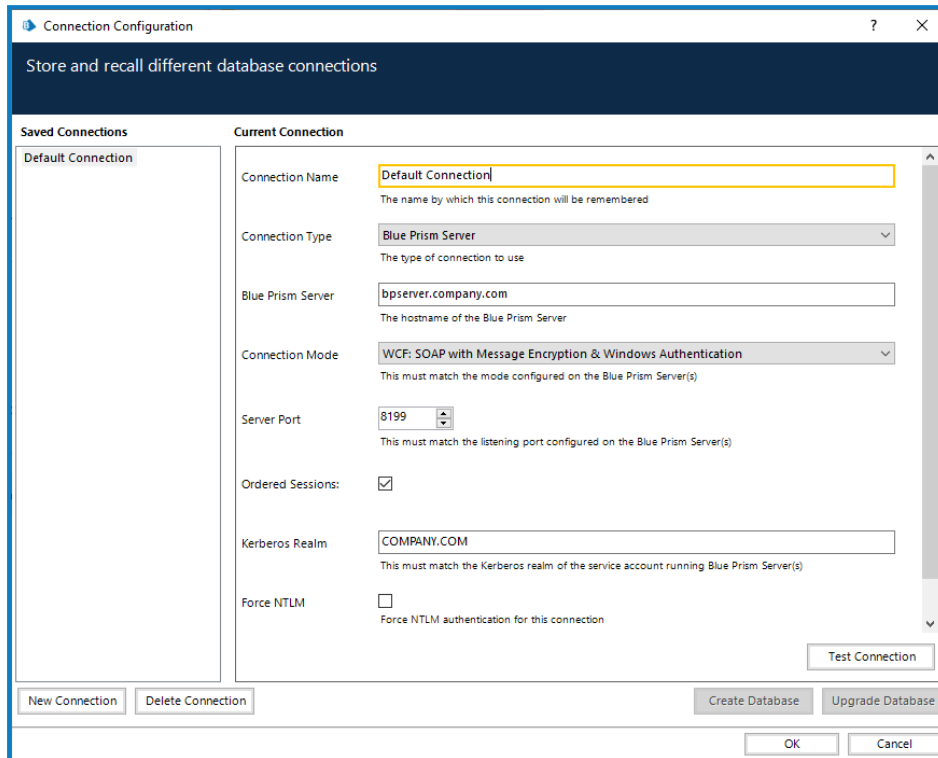 Connection Configuration
?
Store and recall different database connections
Saved Connections
Current Connection
Default Connection
Connection Name
Default Connection
The name by which this connection will be remembered
Connection Type
Blue Prism Server
The type of connection to use
Blue Prism Server
bpserver.company.com
The hostname of the Blue Prism Server
Connection Mode
WCF: SOAP with Message Encryption & Windows Authentication
This must match the mode configured on the Blue Prism Server(s)
Server Port
8199
This must match the listening port configured on the Blue Prism Server(s)
Ordered Sessions:
Kerberos Realm
COMPANY.COM
This must match the Kerberos realm of the service account running Blue Prism Server(s)
Force NTLM
Force NTLM authentication for this connection
Test Connection
New Connection
Delete Connection
Create Database
Upgrade Database
OK
Cancel